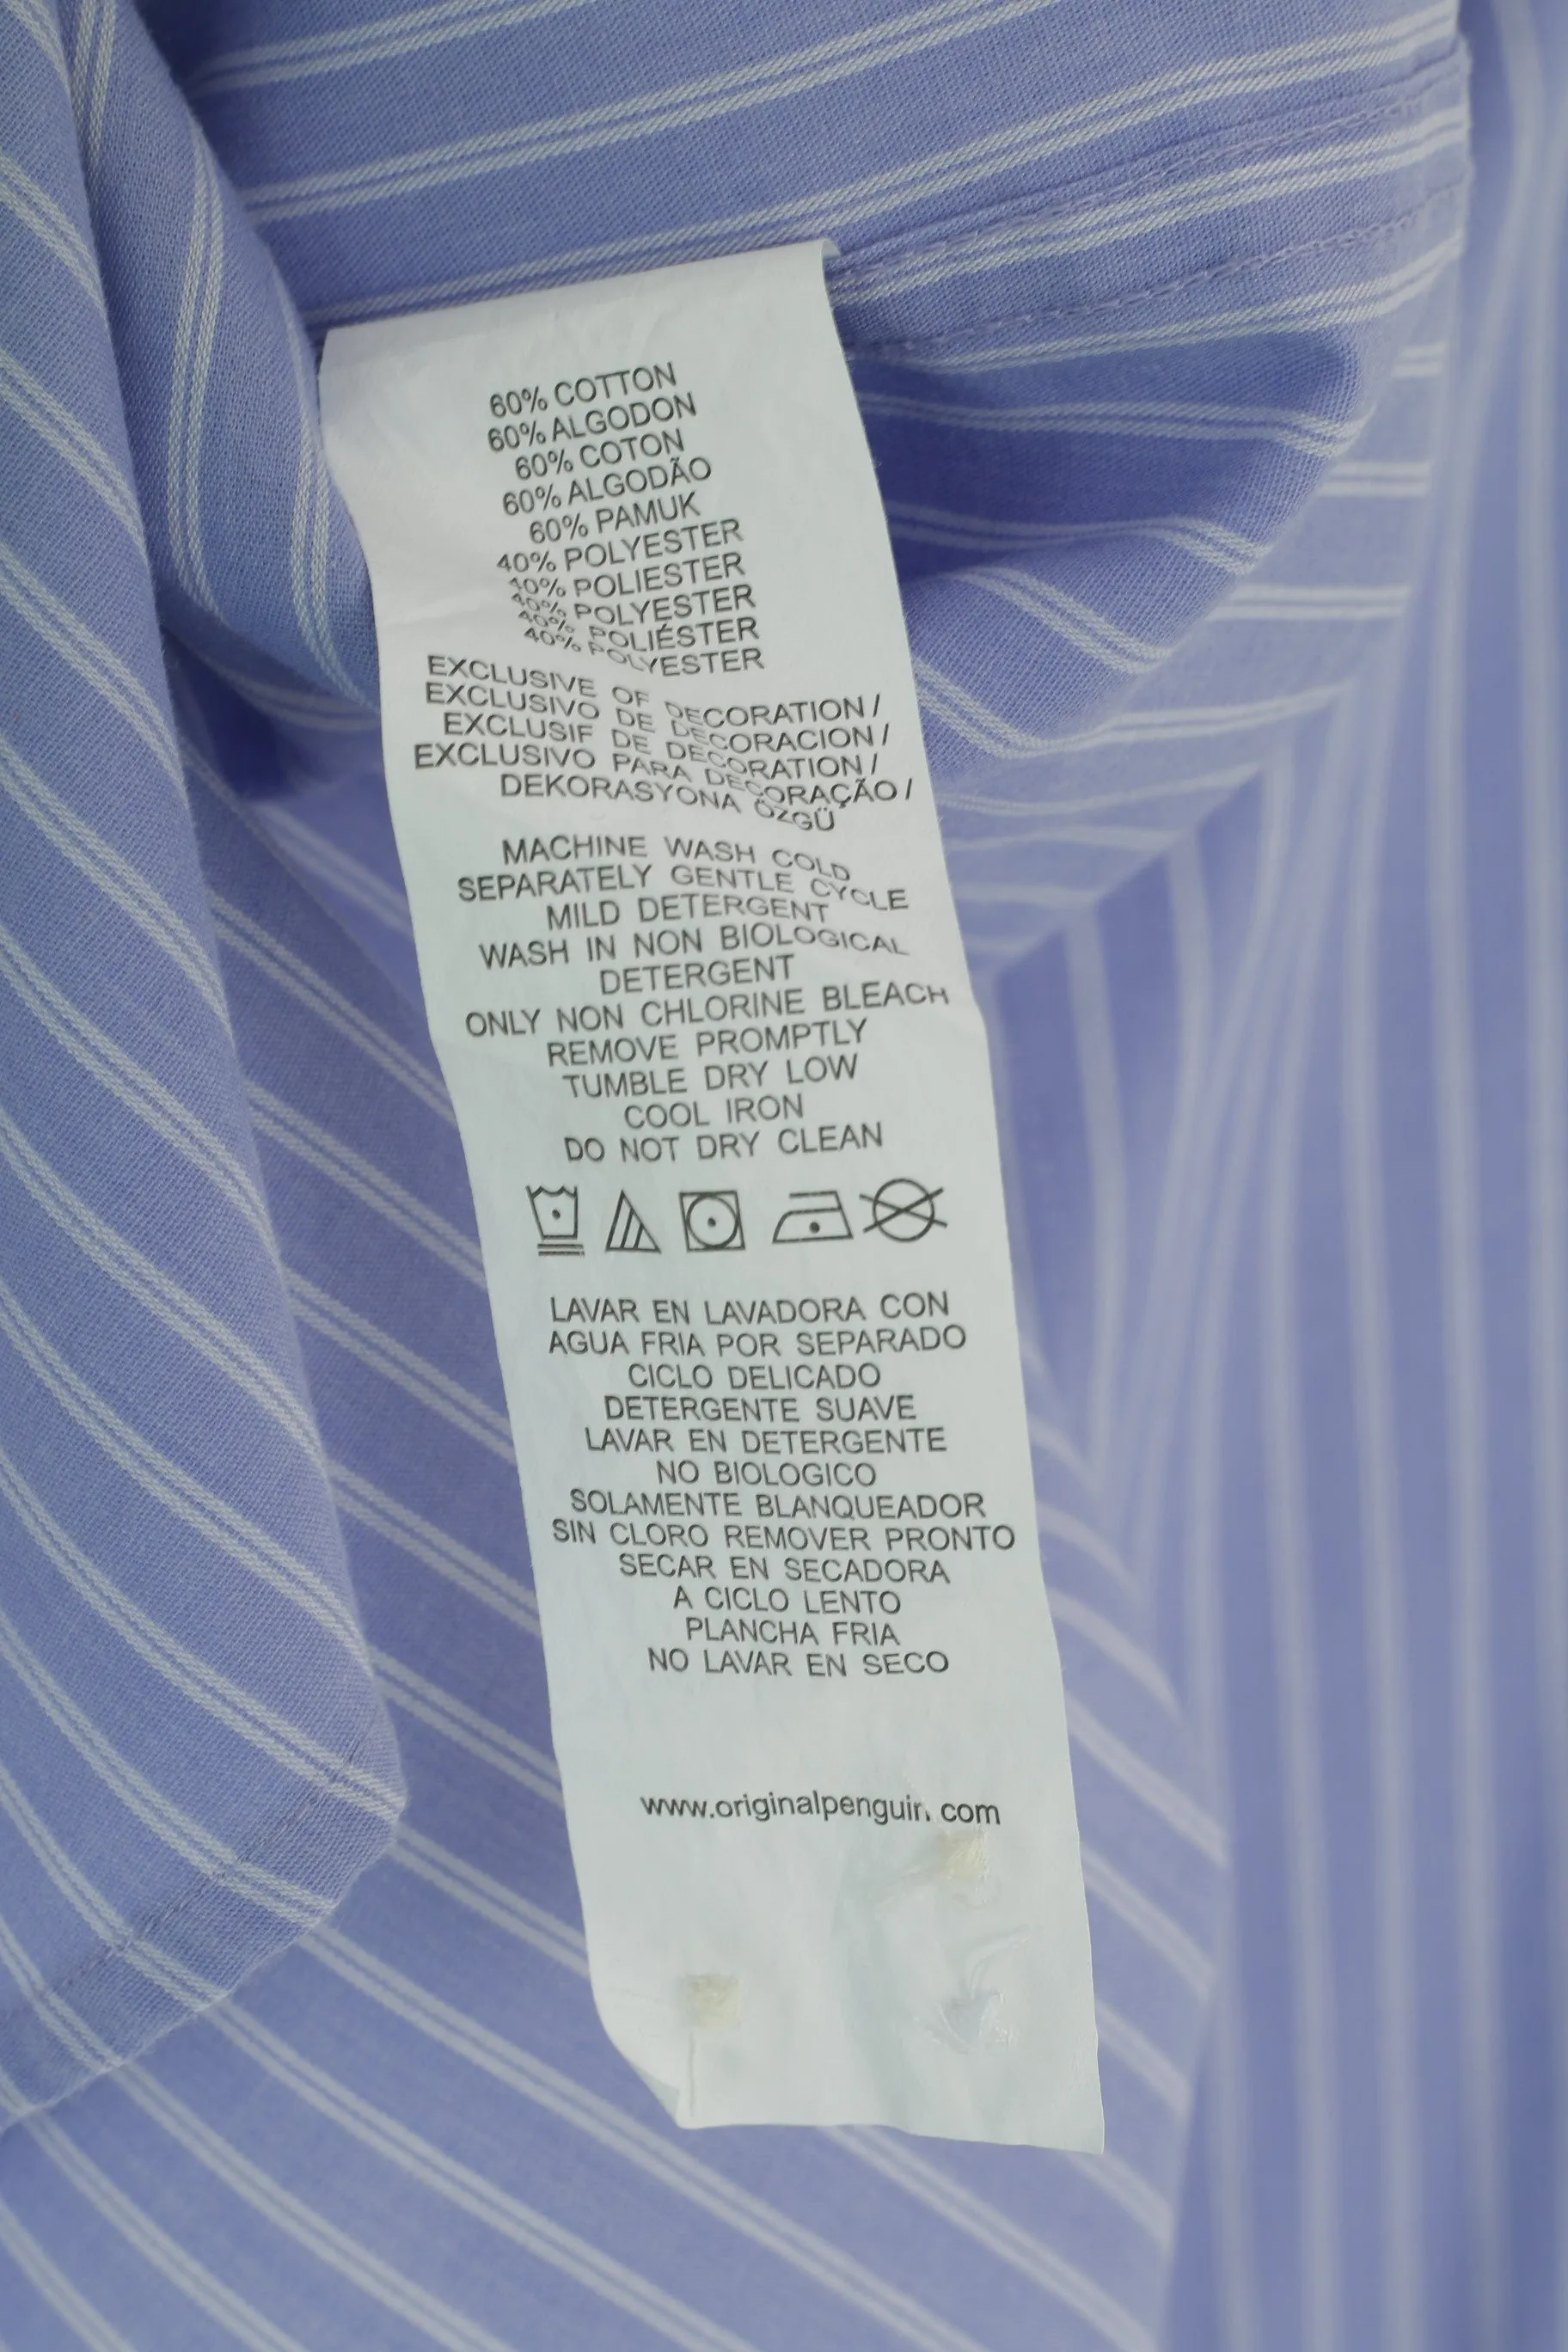 60% COTTON
60% ALGODON
60% COTON
60% ALGODÃO
60% PAMUK
40% POLYESTER
40% POLIESTER
40% POLYESTER
40% POLIÉSTER
40% POLYESTER
EXCLUSIVE OF DECORATION /
EXCLUSIVO DE DECORACION /
EXCLUSIF DE DECORATION /
EXCLUSIVO PARA DECORAÇÃO /
DEKORASYONA ÖZGÜ
MACHINE WASH COLD
SEPARATELY GENTLE CYCLE
MILD DETERGENT
WASH IN NON BIOLOGICAL
DETERGENT
ONLY NON CHLORINE BLEACH
REMOVE PROMPTLY
TUMBLE DRY LOW
COOL IRON
DO NOT DRY CLEAN
LAVAR EN LAVADORA CON
AGUA FRIA POR SEPARADO
CICLO DELICADO
DETERGENTE SUAVE
LAVAR EN DETERGENTE
NO BIOLOGICO
SOLAMENTE BLANQUEADOR
SIN CLORO REMOVER PRONTO
SECAR EN SECADORA
A CICLO LENTO
PLANCHA FRIA
NO LAVAR EN SECO
www.originalpenguin.com